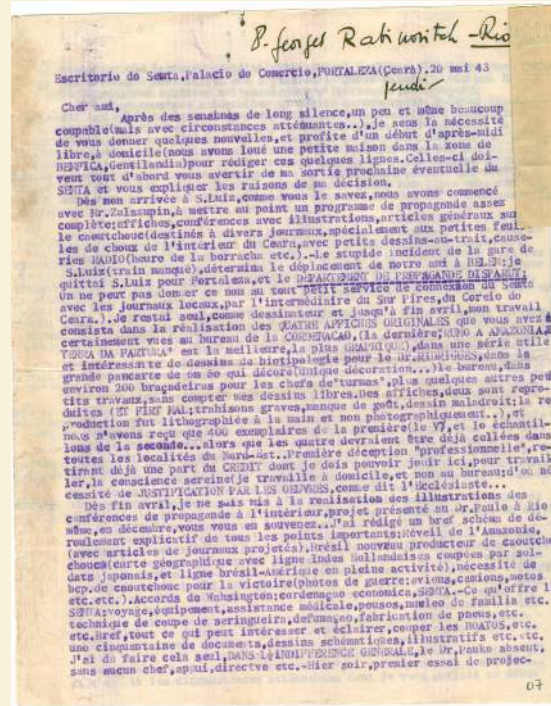 P. Georges Rabinovitch - Rio
Escritorio do Semta,Palacio do Comercio,FORTALEZA(Ceará).20 mai 43
jeudi
Cher ami,
Après des semaines de long silence,un peu et même beaucoup
coupable(mais avec circonstances atténuantes..),je sens la nécessité
de vous donner quelques nouvelles,et profite d'un début d'après-midi
libre,à domicile(nous avons loué une petite maison dans la zone de
BEMFICA,Gentilandia)pour rédiger ces quelques lignes.Celles-ci doi-
vent tout d'abord vous avertir de ma sortie prochaine éventuelle du
SEMTA et vous expliquer les raisons de ma décision.
Dès mon arrivée à S.Luiz,comme vous le savez,nous avons commencé
avec Mr.Zalszupin,à mettre au point un programme de propagande assez
complète;affiches,conférences avec illustrations,articles généraux sur
le caoutchouc(destinés à divers journaux,spécialement aux petites feuil
les de choux de l'intérieur du Ceara,avec petits dessins-au-trait,cause-
ries RADIO(heure de la borracha etc.).-Le stupide incident de la gare de
S.Luiz(train manqué),détermina le déplacement de notre ami à BELEM:je
quittai S.Luiz pour Fortaleza,et le DEPARTEMENT DE PROPAGANDE DISPARUT:
On ne peut pas donner ce nom au tout petit service de connexion du Semta
avec les journaux locaux,par l'intermédiaire du Snr Pires,du Correio do
Ceara.).Je restai seul,comme dessinateur et jusqu'à fin avril,mon travail
consista dans la réalisation des QUATRE AFFICHES ORIGINALES que vous avez
certainement vues au bureau de la COORDENACAO,(la dernière,"RUMO A AMAZONIA
TERRA DA FARTURA" est la meilleure,la plus GRAPHIQUE),dans une série utile
et intéressante de dessins de biotipologie pour le Dr.RODRIGUES,dans la
grande pancarte de 6m 60 qui décore(unique décoration...)le bureau,dans
environ 200 braçadeiras pour les chefs de"turmas",plus quelques autres pe
tits travaux,sans compter mes dessins libres.Des affiches,deux sont repro-
duites (ET FORT MAL:trahisons graves,manque de goût,dessin maladroit:la re
production fut lithographiée à la main et non photographiquement..),et
nous n'avons reçu que 400 exemplaires de la première(le V),et 10 échantil-
lons de la seconde...alors que les quatre devraient être déjà collées dans
toutes les localités du Nord-est..Première déception "professionnelle",re-
tirant déjà une part du CREDIT dont je dois pouvoir jouir ici,pour travail
ler,la conscience sereine(je travaille à domicile,et non au bureau:d'où né
cessité de JUSTIFICATION PAR LES OEUVRES,comme dit l'Ecclésiaste...
Dès fin avril,je me suis mis à la réalisation des illustrations des
conférences de propagande à l'intérieur,projet présenté au Dr.Paulo à Rio
même,en décembre,vous vous en souvenez...J'ai rédigé un bref schéma de dé-
roulement explicatif de tous les points importants:Réveil de l'Amazonie
(avec articles de journaux projetés),Brésil nouveau producteur de caoutche
chouc(carte géographique avec ligne Indes Hollandaises coupées par sol-
dats japonais,et ligne brésil-Amérique en pleine activité),nécessité de
bcp.de caoutchouc pour la victoire(photos de guerre:avions,camions,motos
etc.etc.).Accords de Wahsington:cordenaçao economica,SEMTA.-Ce qu'offre l
SEMTA:voyage,équipement,assistance médicale,pousos,nucleo de familia etc.
technique de coupe de seringueira,defumaçao,fabrication de pneus,etc.
etc.Bref,tout ce qui peut intéresser et éclairer,couper les BOATOS,etc.
une cinquantaine de documents,dessins schématiques,illustratifs etc.etc.
J'ai dû faire cela seul,DANS L'INDIFFERENCE GENERALE,le Dr.Pauko absent,
sans aucun chef,appui,directve etc.-Hier soir,premier essai de projec-
07